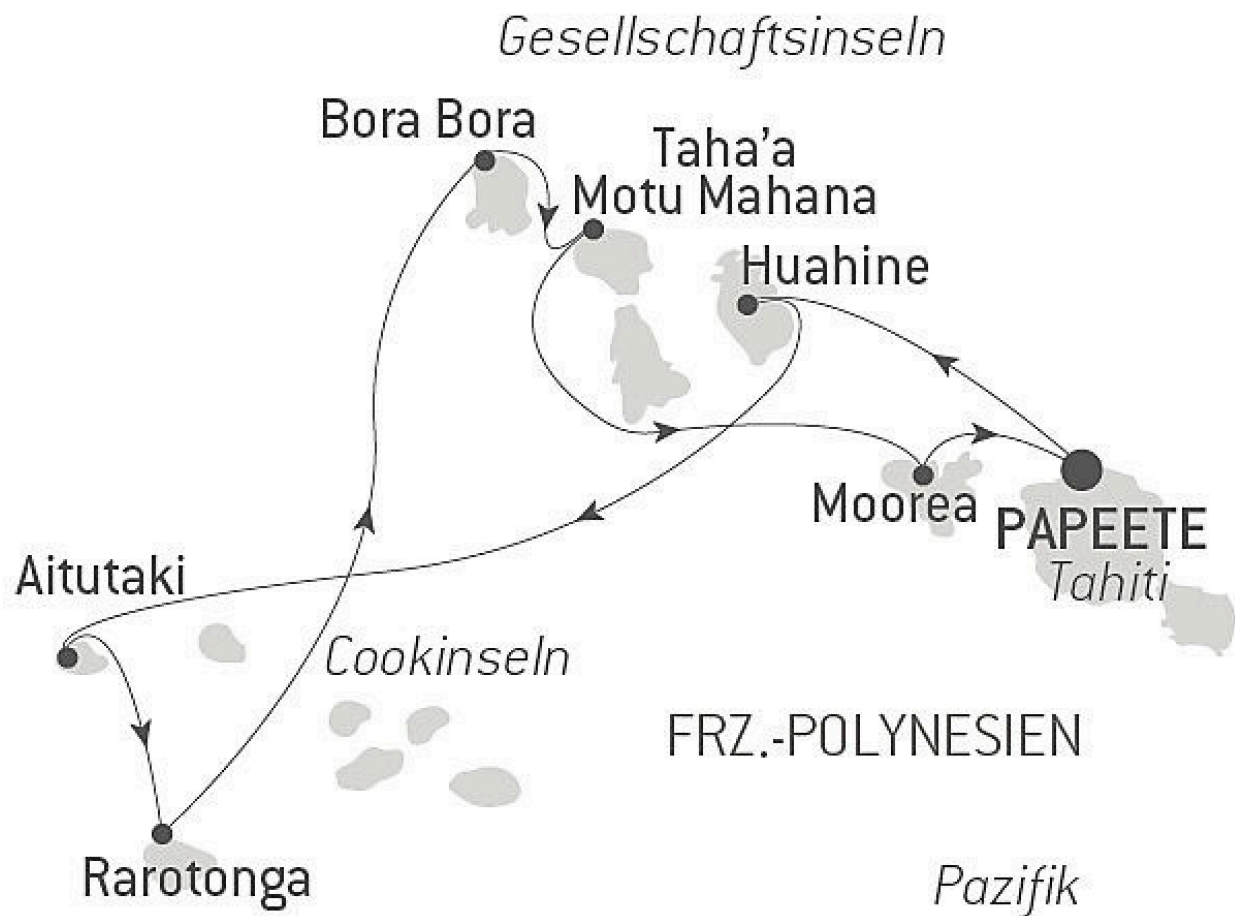 Gesellschaftsinseln
Bora Bora
Taha'a
Motu Mahana
Huahine
Moorea
PAPEETE
Tahiti
Aitutaki
Cookinseln
FRZ.-POLYNESIEN
Rarotonga
Pazifik